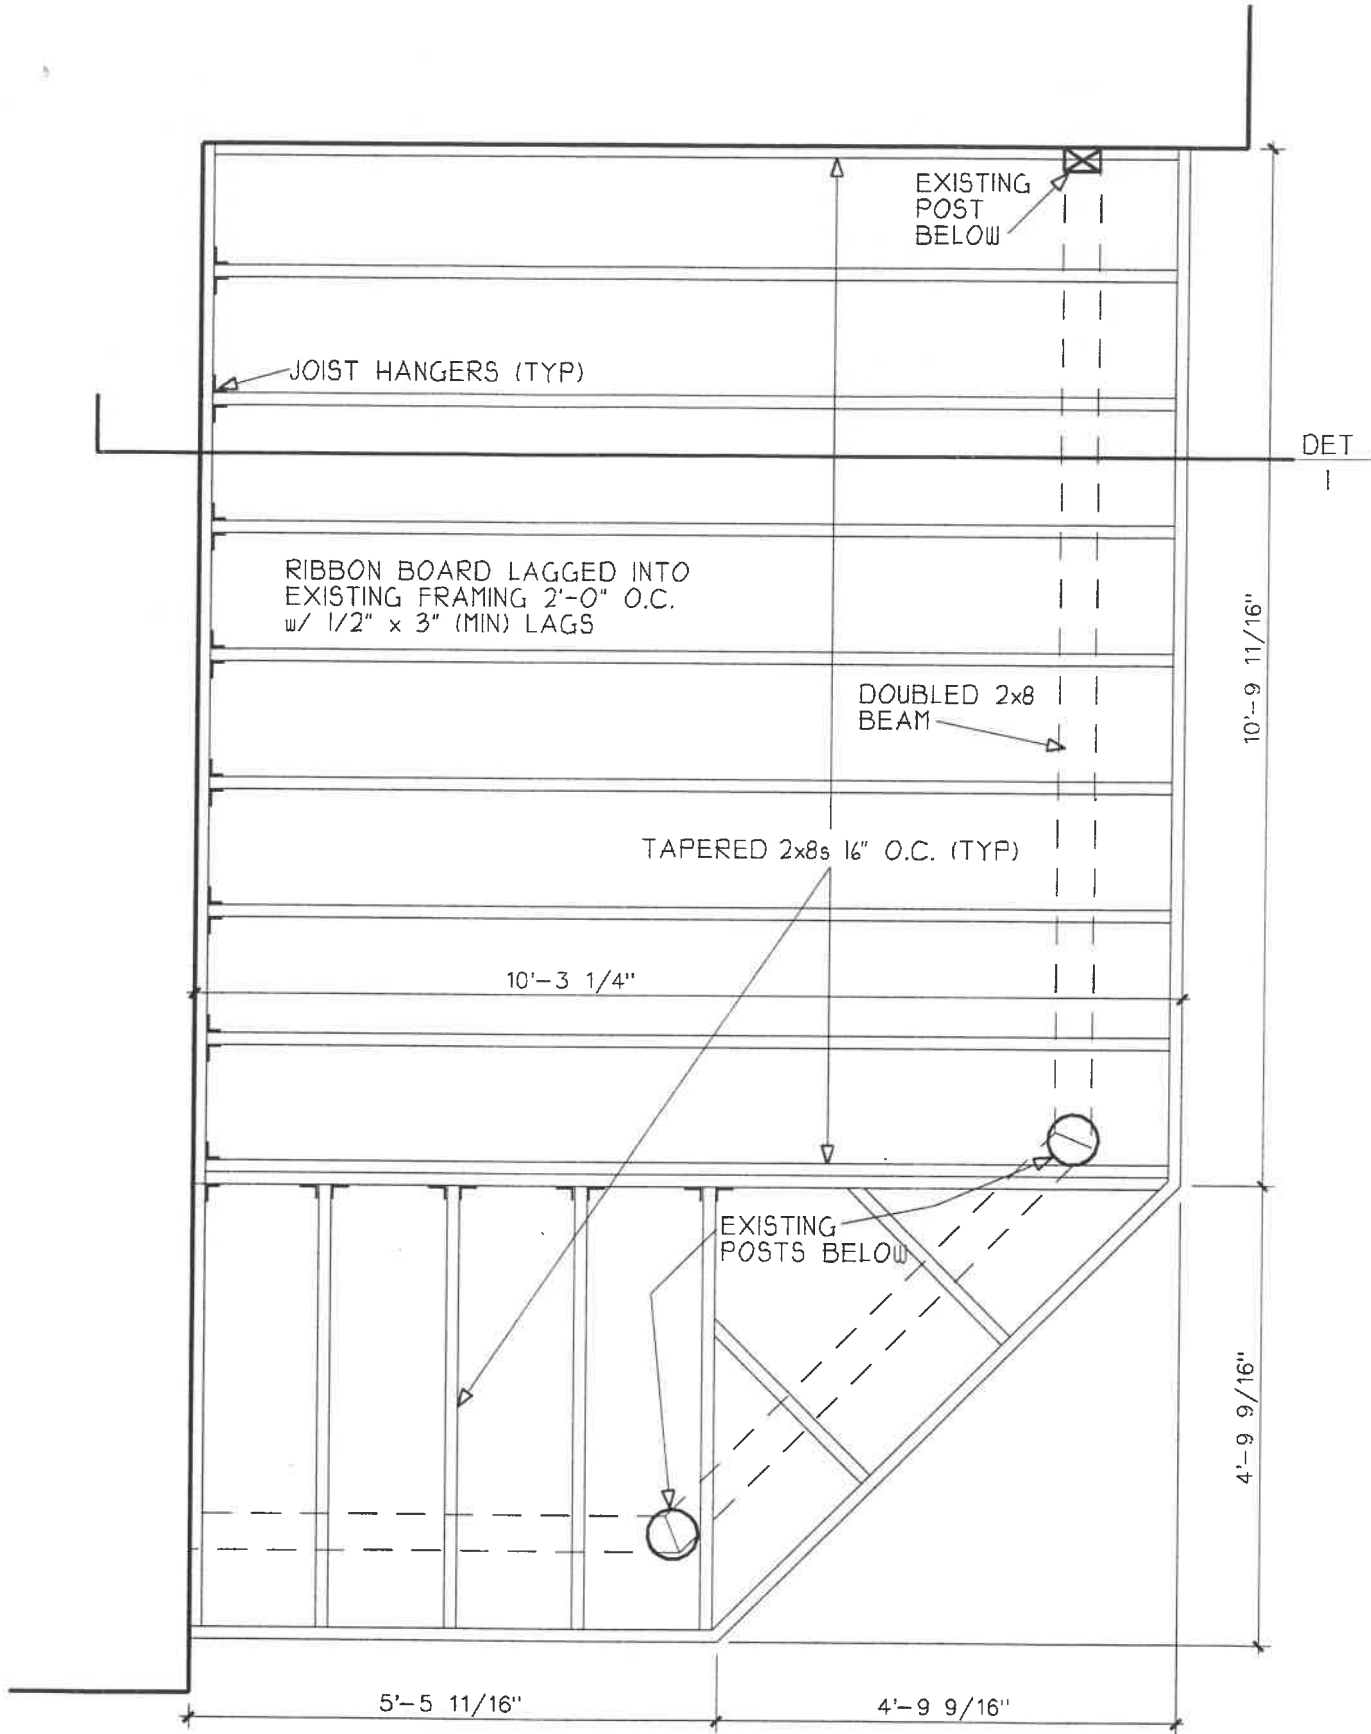 EXISTING
POST
BELOW
JOIST HANGERS (TYP)
DET
1
RIBBON BOARD LAGGED INTO
EXISTING FRAMING 2'-0" O.C.
w/ 1/2" x 3" (MIN) LAGS
10'-9 11/16"
DOUBLED 2x8
BEAM
TAPERED 2x8s 16" O.C. (TYP)
10'-3 1/4"
EXISTING
POSTS BELOW
4'-9 9/16"
5'-5 11/16"
4'-9 9/16"